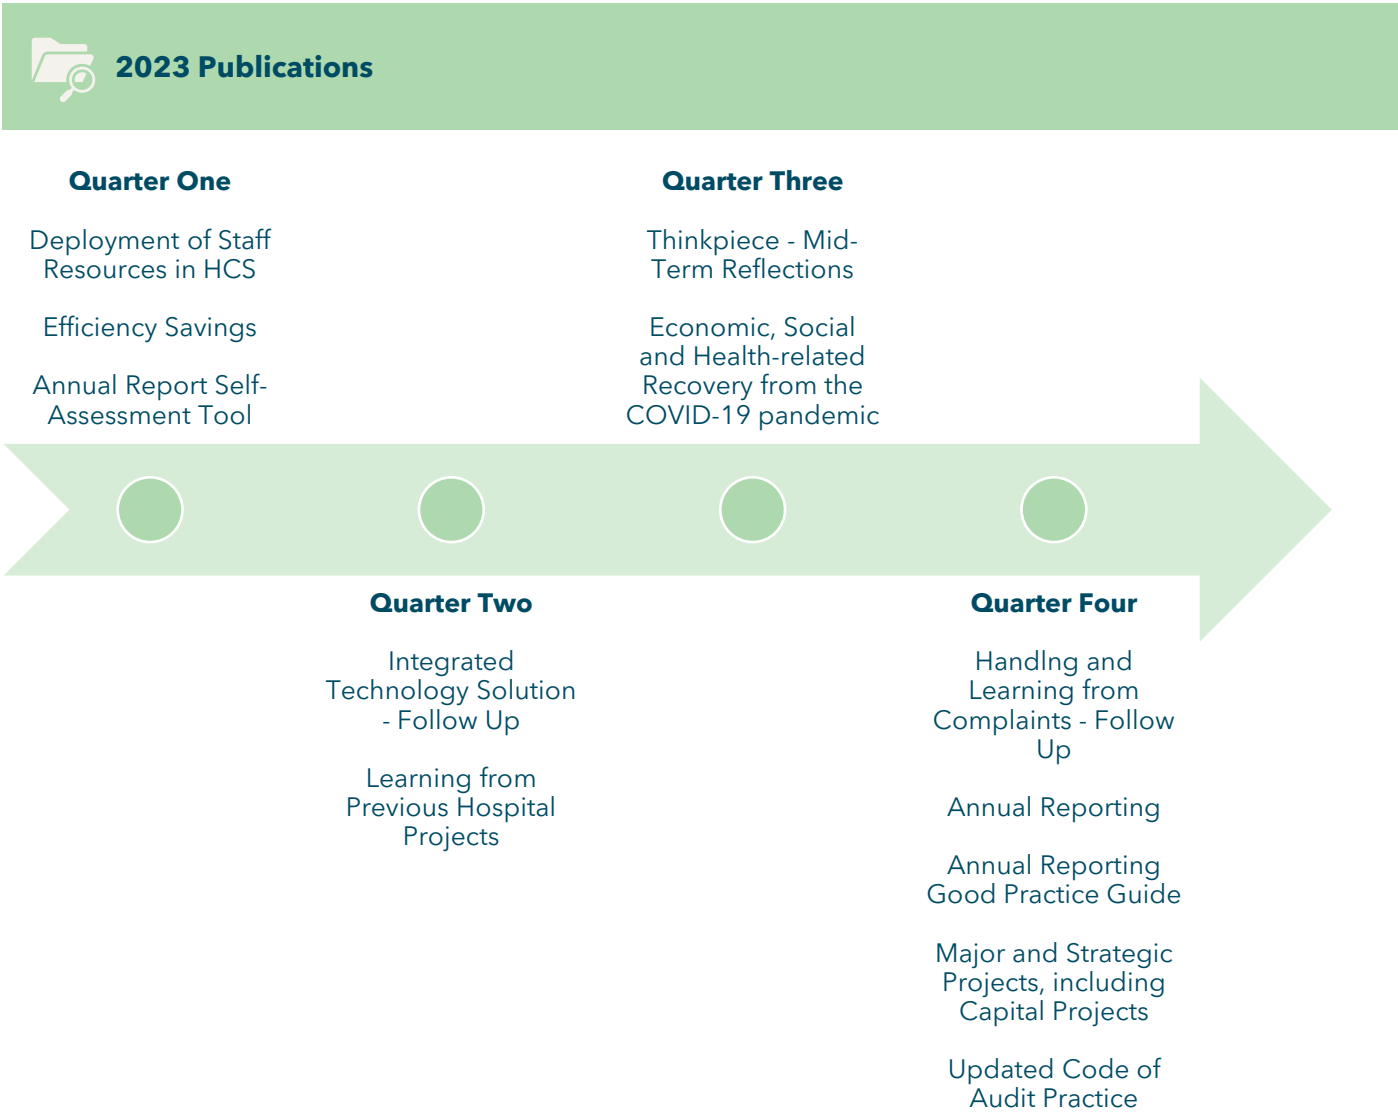 2023 Publications
Quarter One
Deployment of Staff
Resources in HCS
Efficiency Savings
Annual Report Self-
Assessment Tool
Quarter Two
Integrated
Technology Solution
- Follow Up
Learning from
Previous Hospital
Projects
Quarter Three
Thinkpiece - Mid-
Term Reflections
Economic, Social
and Health-related
Recovery from the
COVID-19 pandemic
Quarter Four
Handlng and
Learning from
Complaints - Follow
Up
Annual Reporting
Annual Reporting
Good Practice Guide
Major and Strategic
Projects, including
Capital Projects
Updated Code of
Audit Practice